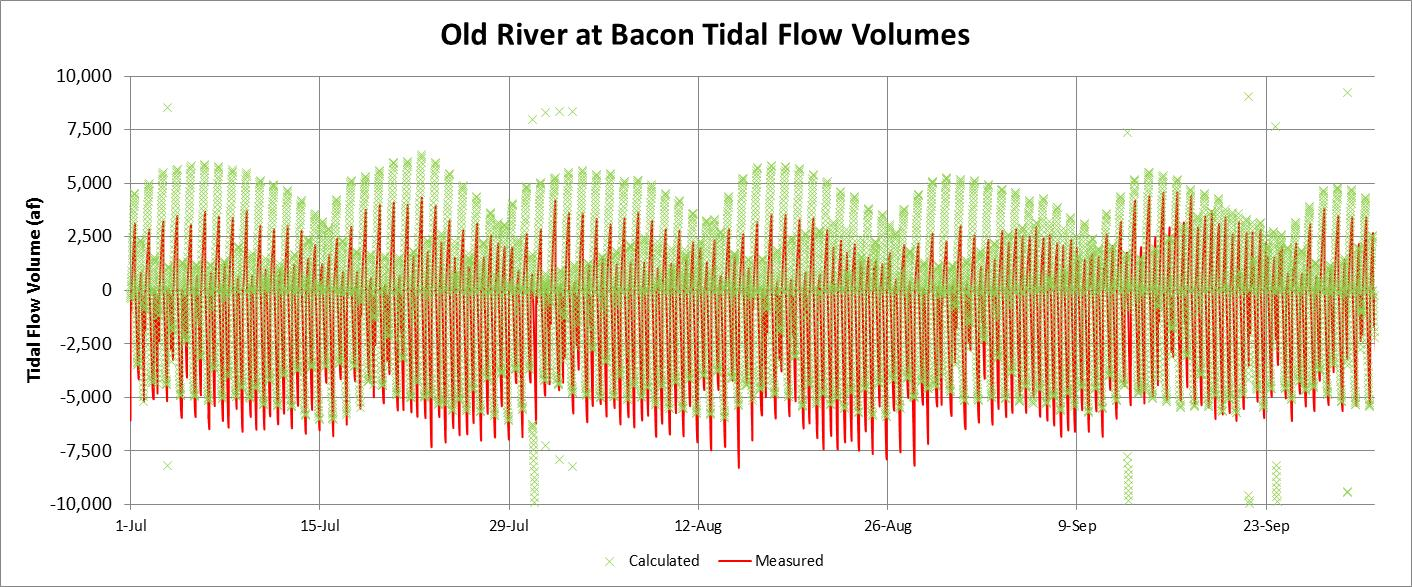 Old River at Bacon Tidal Flow Volumes
Tidal Flow Volume (af)
10,000
7,500
5,000
2,500
0
-2,500
-5,000
-7,500
-10,000
1-Jul 15-Jul 29-Jul 12-Aug 26-Aug 9-Sep 23-Sep
Calculated Measured